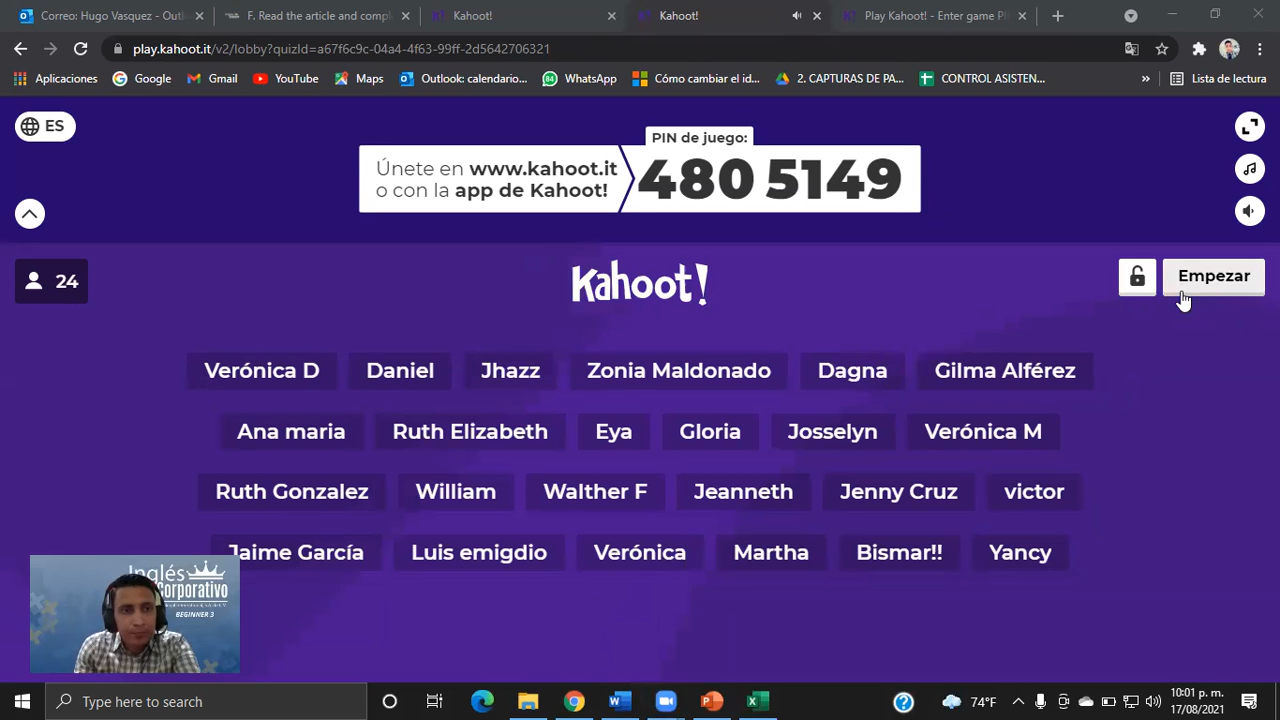 Correo: Hugo Vasquez - Outl
F. Read the article and compl
Kahoot!
Kahoot!
Play Kahoot! - Enter game PI
play.kahoot.it/v2/lobby?quizId=a67f6c9c-04a4-4f63-99ff-2d5642706321
Aplicaciones
Google
Gmail
YouTube
Maps
Outlook: calendario...
84
WhatsApp
Cómo cambiar el id...
2. CAPTURAS DE PA...
CONTROL ASISTEN...
»
Lista de lectura
ES
PIN de juego:
Únete en www.kahoot.it
o con la app de Kahoot!
480 5149
24
Kahoot!
Empezar
Verónica D
Daniel
Jhazz
Zonia Maldonado
Dagna
Gilma Alférez
Ana maria
Ruth Elizabeth
Eya
Gloria
Josselyn
Verónica M
Ruth Gonzalez
William
Walther F
Jeanneth
Jenny Cruz
victor
Jaime García
Luis emigdio
Verónica
Martha
Bismar!!
Yancy
Inglés
Corporativo
BEGINNER 3
Type here to search
74°F
10:01 p. m.
17/08/2021